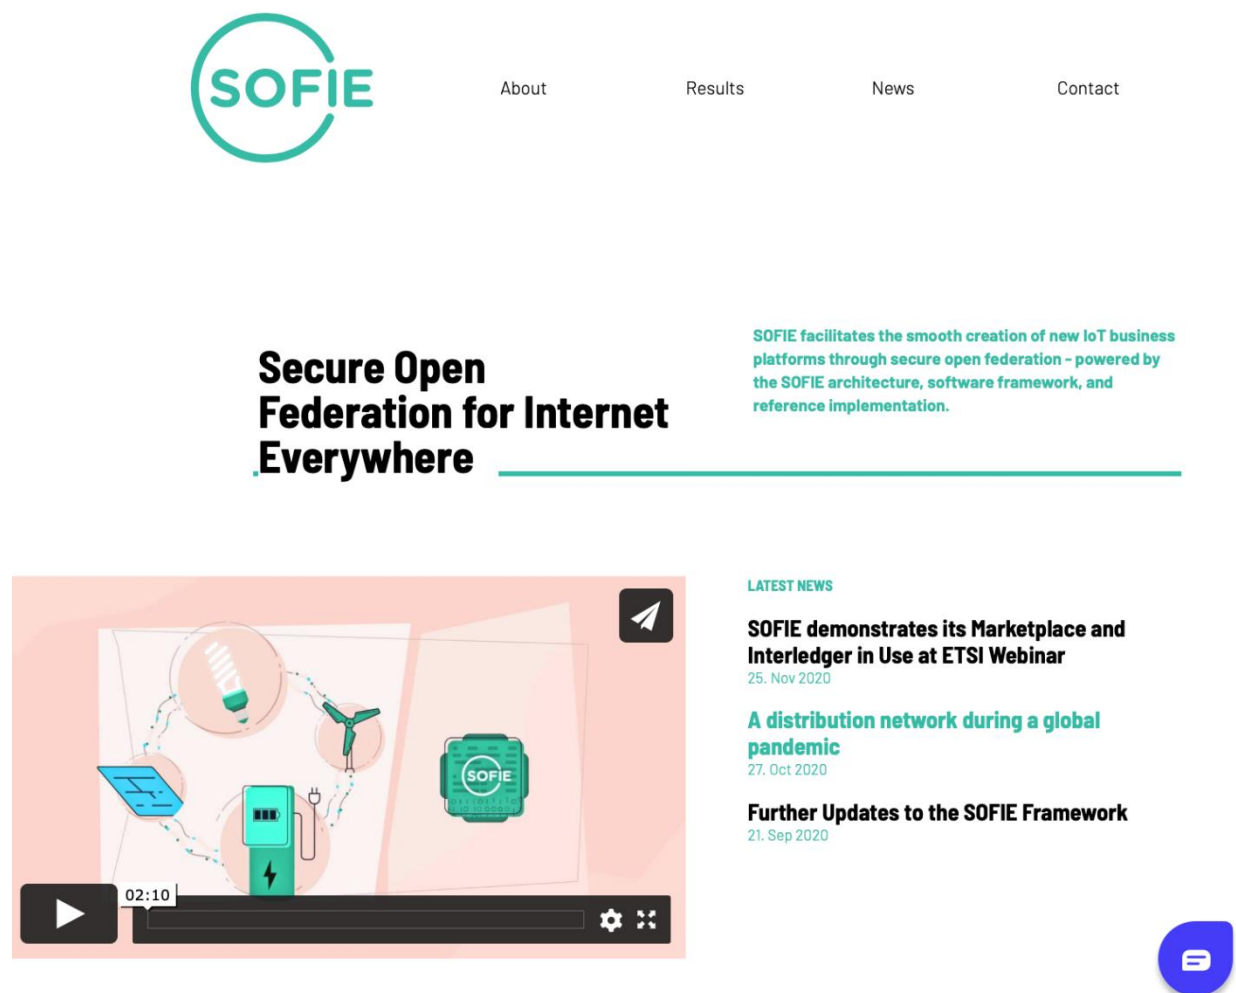 SOFIE
About
Results
News
Contact
Secure Open
Federation for Internet
Everywhere
SOFIE facilitates the smooth creation of new IoT business
platforms through secure open federation - powered by
the SOFIE architecture, software framework, and
reference implementation.
SOFIE
02:10
LATEST NEWS
SOFIE demonstrates its Marketplace and
Interledger in Use at ETSI Webinar
25. Nov 2020
A distribution network during a global
pandemic
27. Oct 2020
Further Updates to the SOFIE Framework
21. Sep 2020